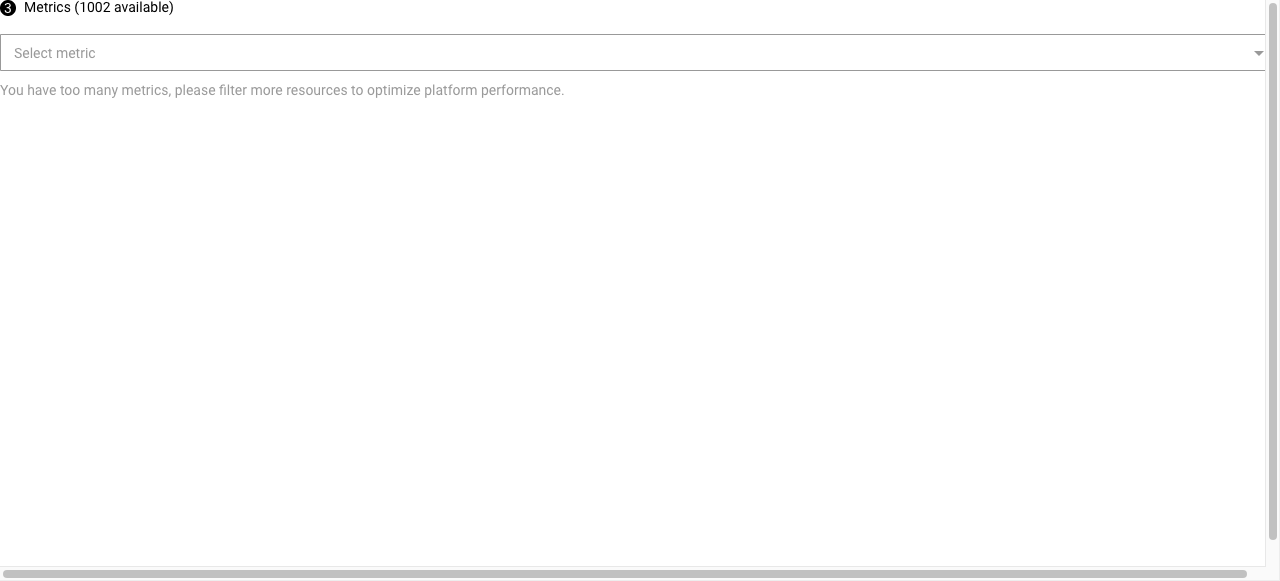 3 Metrics (1002 available)
Select metric
You have too many metrics, please filter more resources to optimize platform performance.